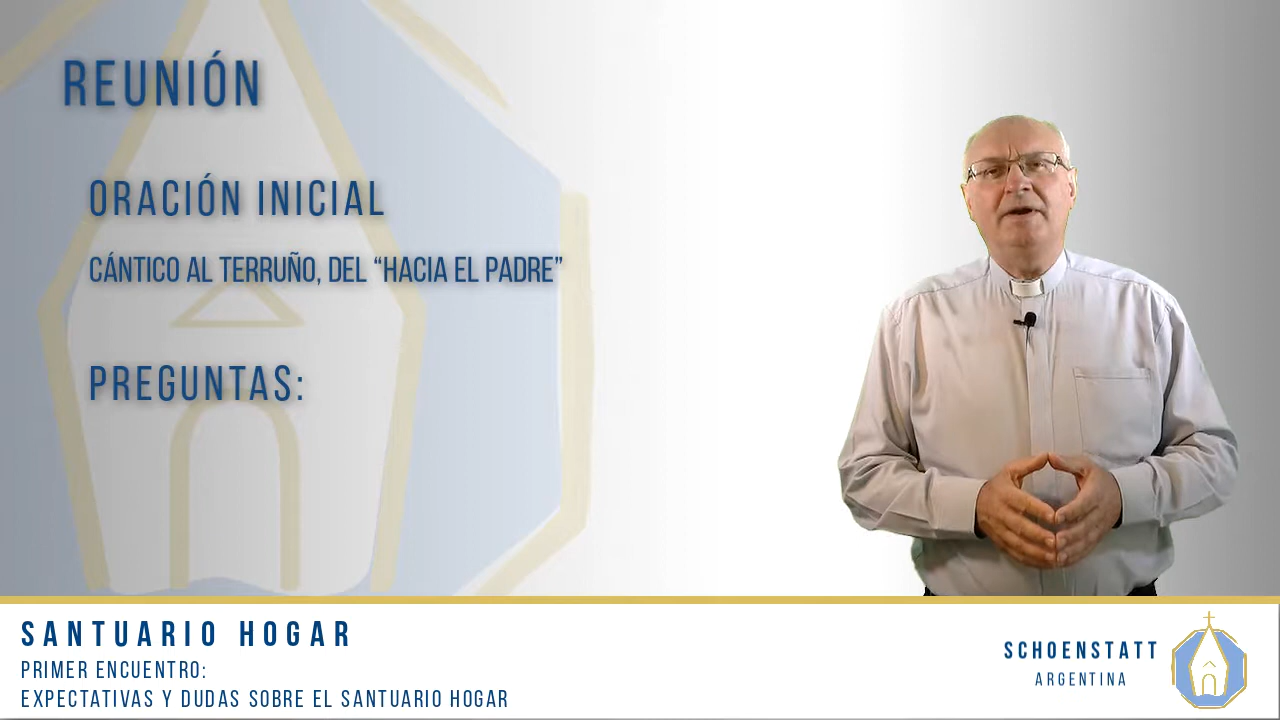 REUNIÓN
ORACIÓN INICIAL
CÁNTICO AL TERRUÑO, DEL “HACIA EL PADRE”
PREGUNTAS:
SANTUARIO HOGAR
PRIMER ENCUENTRO:
EXPECTATIVAS Y DUDAS SOBRE EL SANTUARIO HOGAR
SCHOENSTATT
ARGENTINA